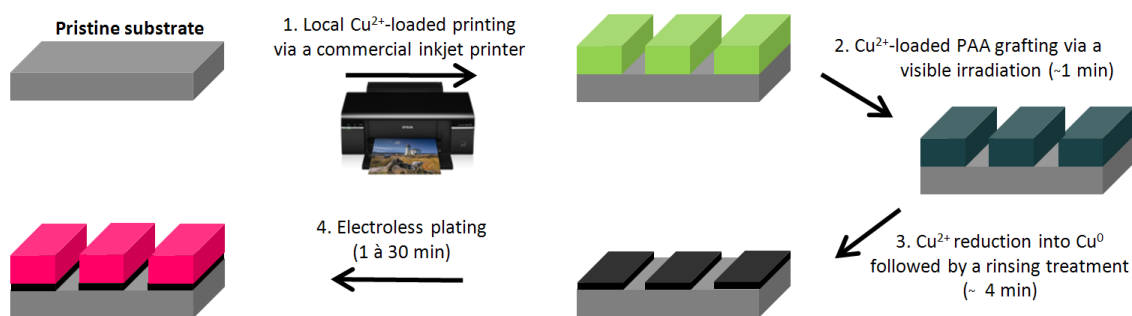 Pristine substrate
1. Local Cu²⁺-loaded printing
via a commercial inkjet printer
EPSON
2. Cu²⁺-loaded PAA grafting via a
visible irradiation (~1 min)
3. Cu²⁺ reduction into Cu⁰
followed by a rinsing treatment
(~ 4 min)
4. Electroless plating
(1 à 30 min)